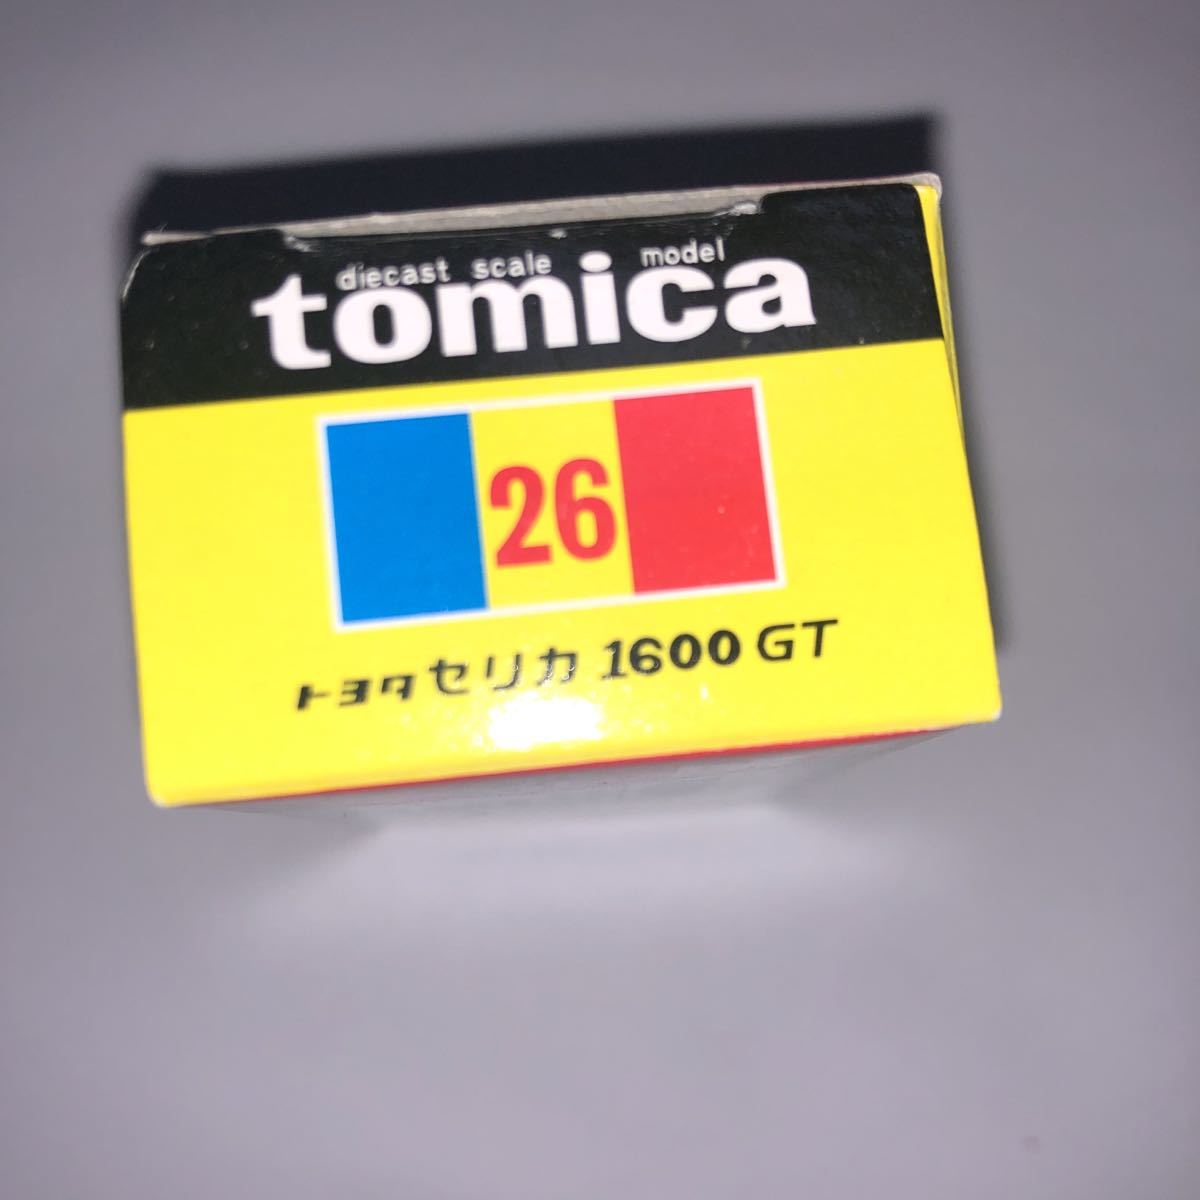 diecast scale model
tomica
26
トヨタセリカ 1600 GT